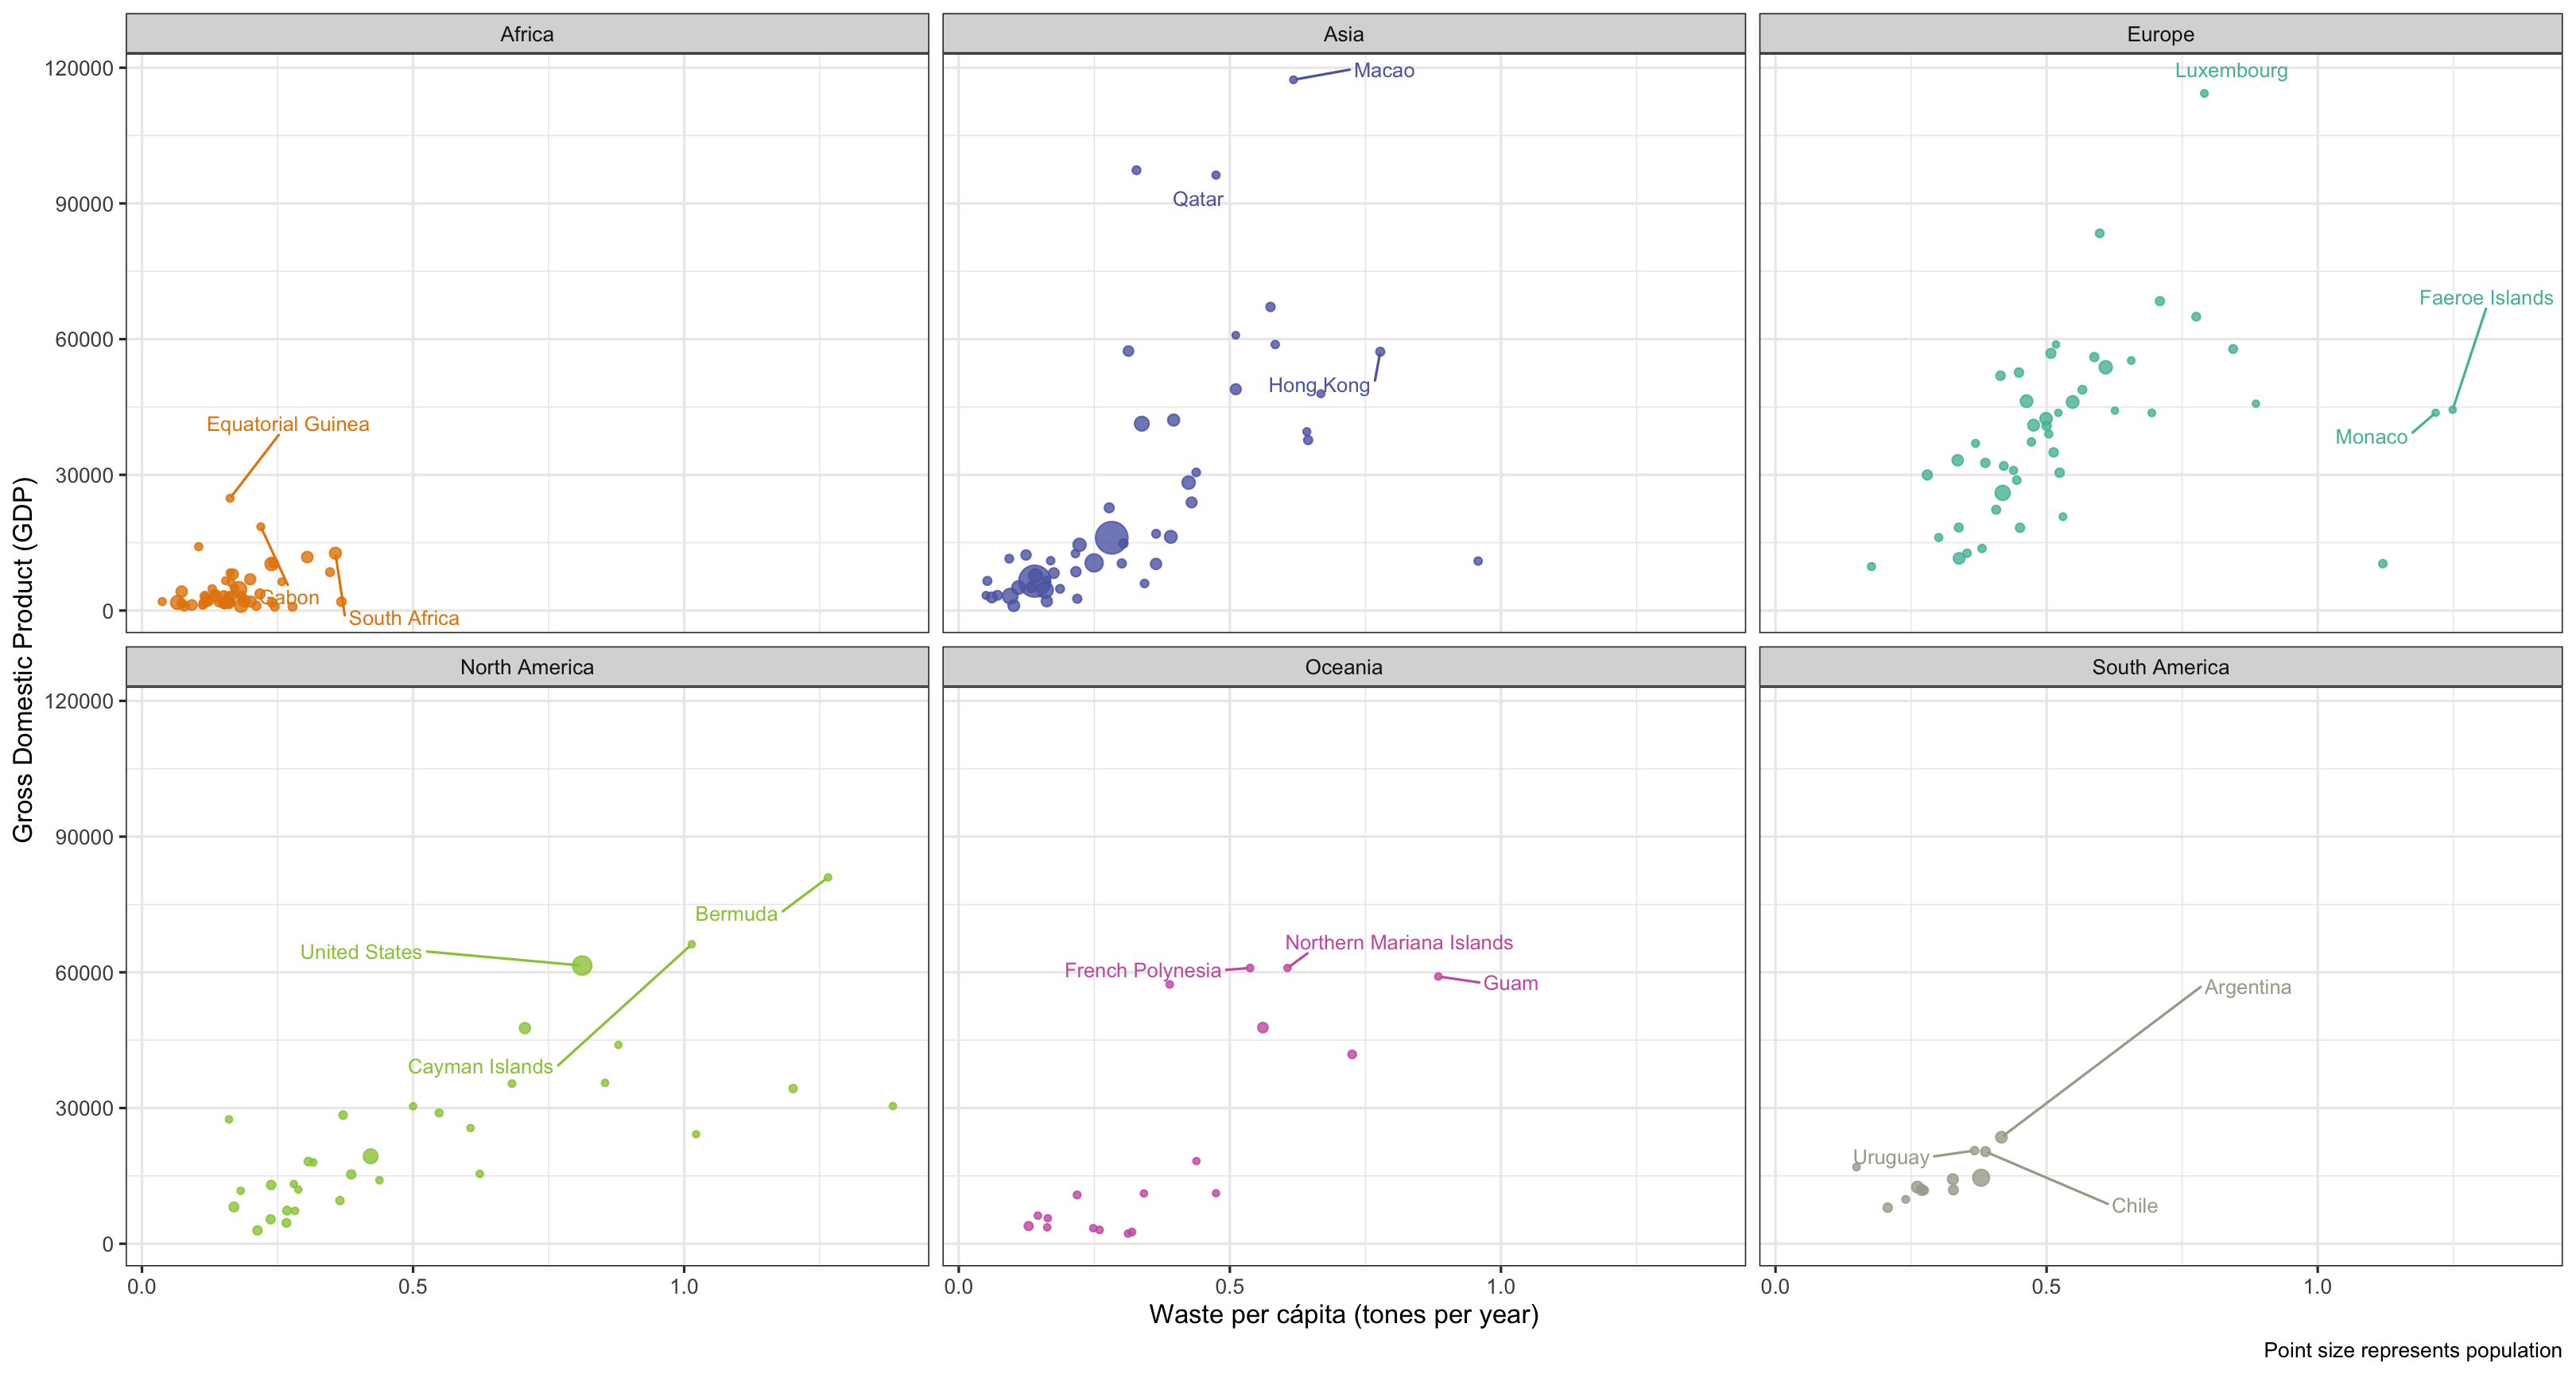 Africa
Asia
Europe
120000
90000
60000
30000
0
Equatorial Guinea
Gabon
South Africa
Macao
Qatar
Hong Kong
Luxembourg
Faeroe Islands
Monaco
Gross Domestic Product (GDP)
North America
Oceania
South America
120000
90000
60000
30000
0
Bermuda
United States
Cayman Islands
Northern Mariana Islands
French Polynesia
Guam
Argentina
Uruguay
Chile
0.0 0.5 1.0
0.0 0.5 1.0
0.0 0.5 1.0
Waste per cápita (tones per year)
Point size represents population